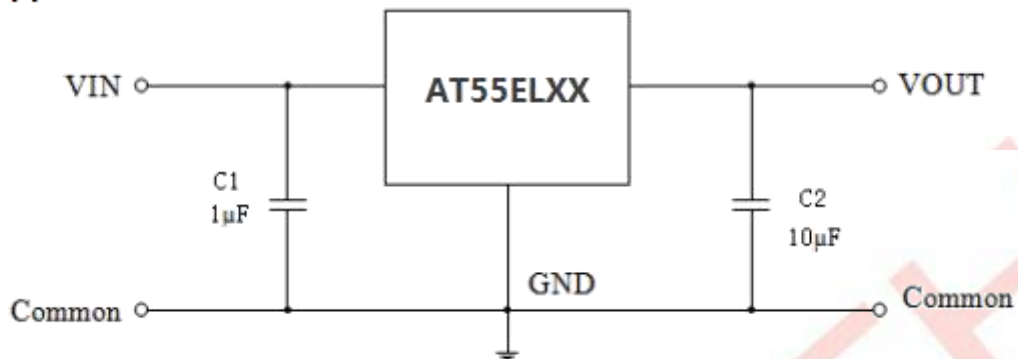 AT55ELXX
VIN
VOUT
C1
1μF
C2
10μF
GND
Common
Common